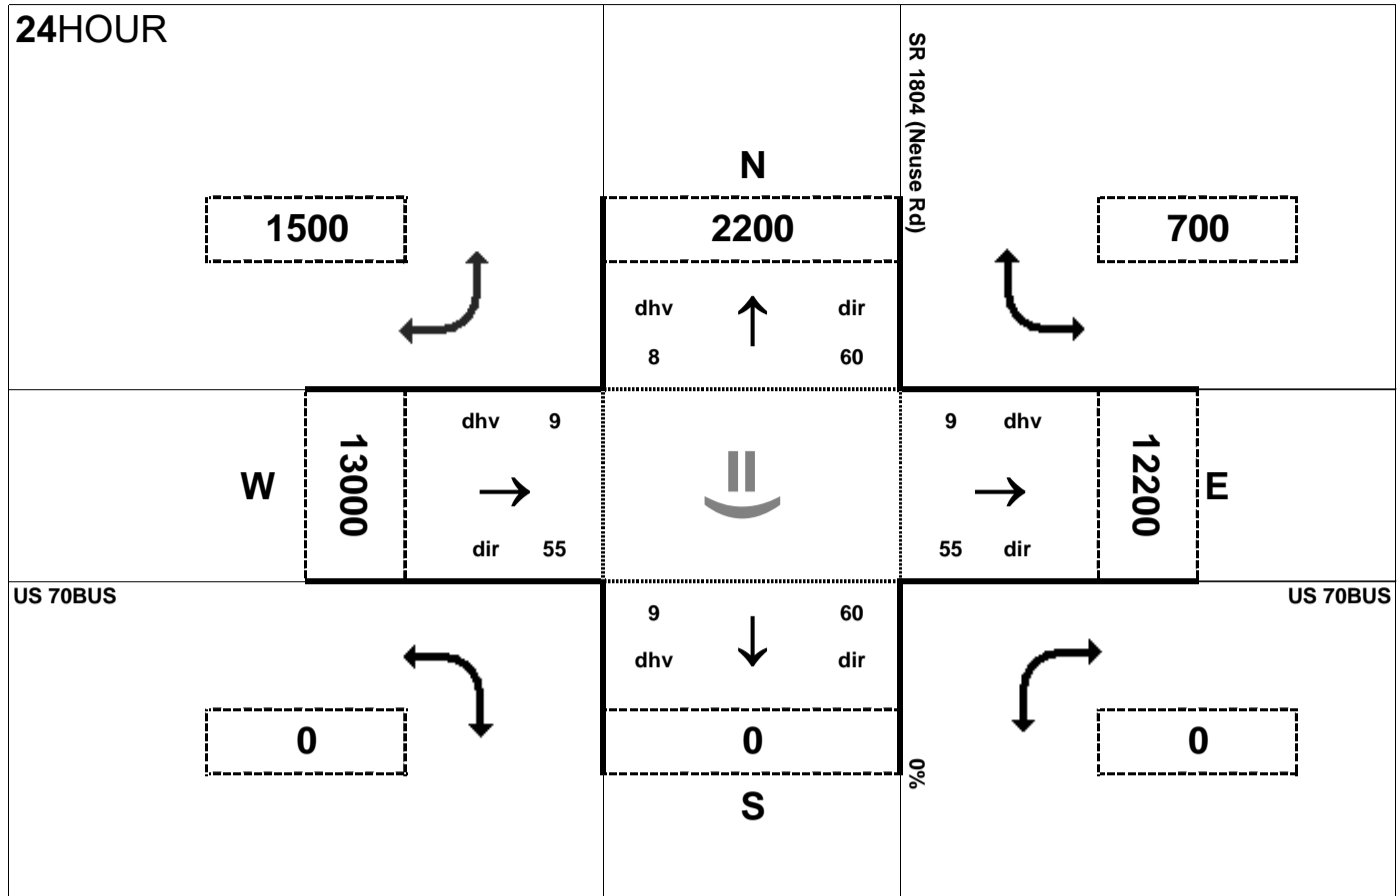 24HOUR
SR 1804 (Neuse Rd)
N
1500
2200
700
dhv
dir
8
60
dhv 9
9 dhv
W
13000
=)
12200
E
dir 55
55 dir
US 70BUS
US 70BUS
9
60
dhv
dir
0
0
0
0%
S